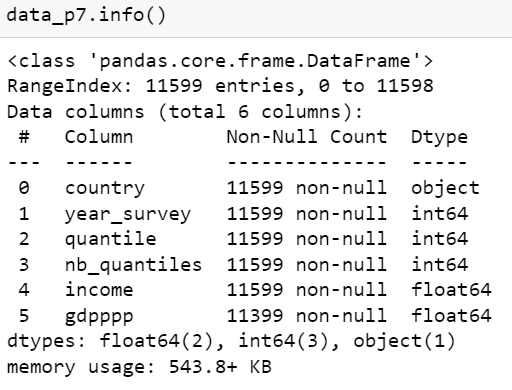 data_p7.info()
<class 'pandas.core.frame.DataFrame'>
RangeIndex: 11599 entries, 0 to 11598
Data columns (total 6 columns):
 #   Column        Non-Null Count  Dtype
---  ------        --------------  -----
 0   country       11599 non-null  object
 1   year_survey   11599 non-null  int64
 2   quantile      11599 non-null  int64
 3   nb_quantiles  11599 non-null  int64
 4   income        11599 non-null  float64
 5   gdpppp        11399 non-null  float64
dtypes: float64(2), int64(3), object(1)
memory usage: 543.8+ KB